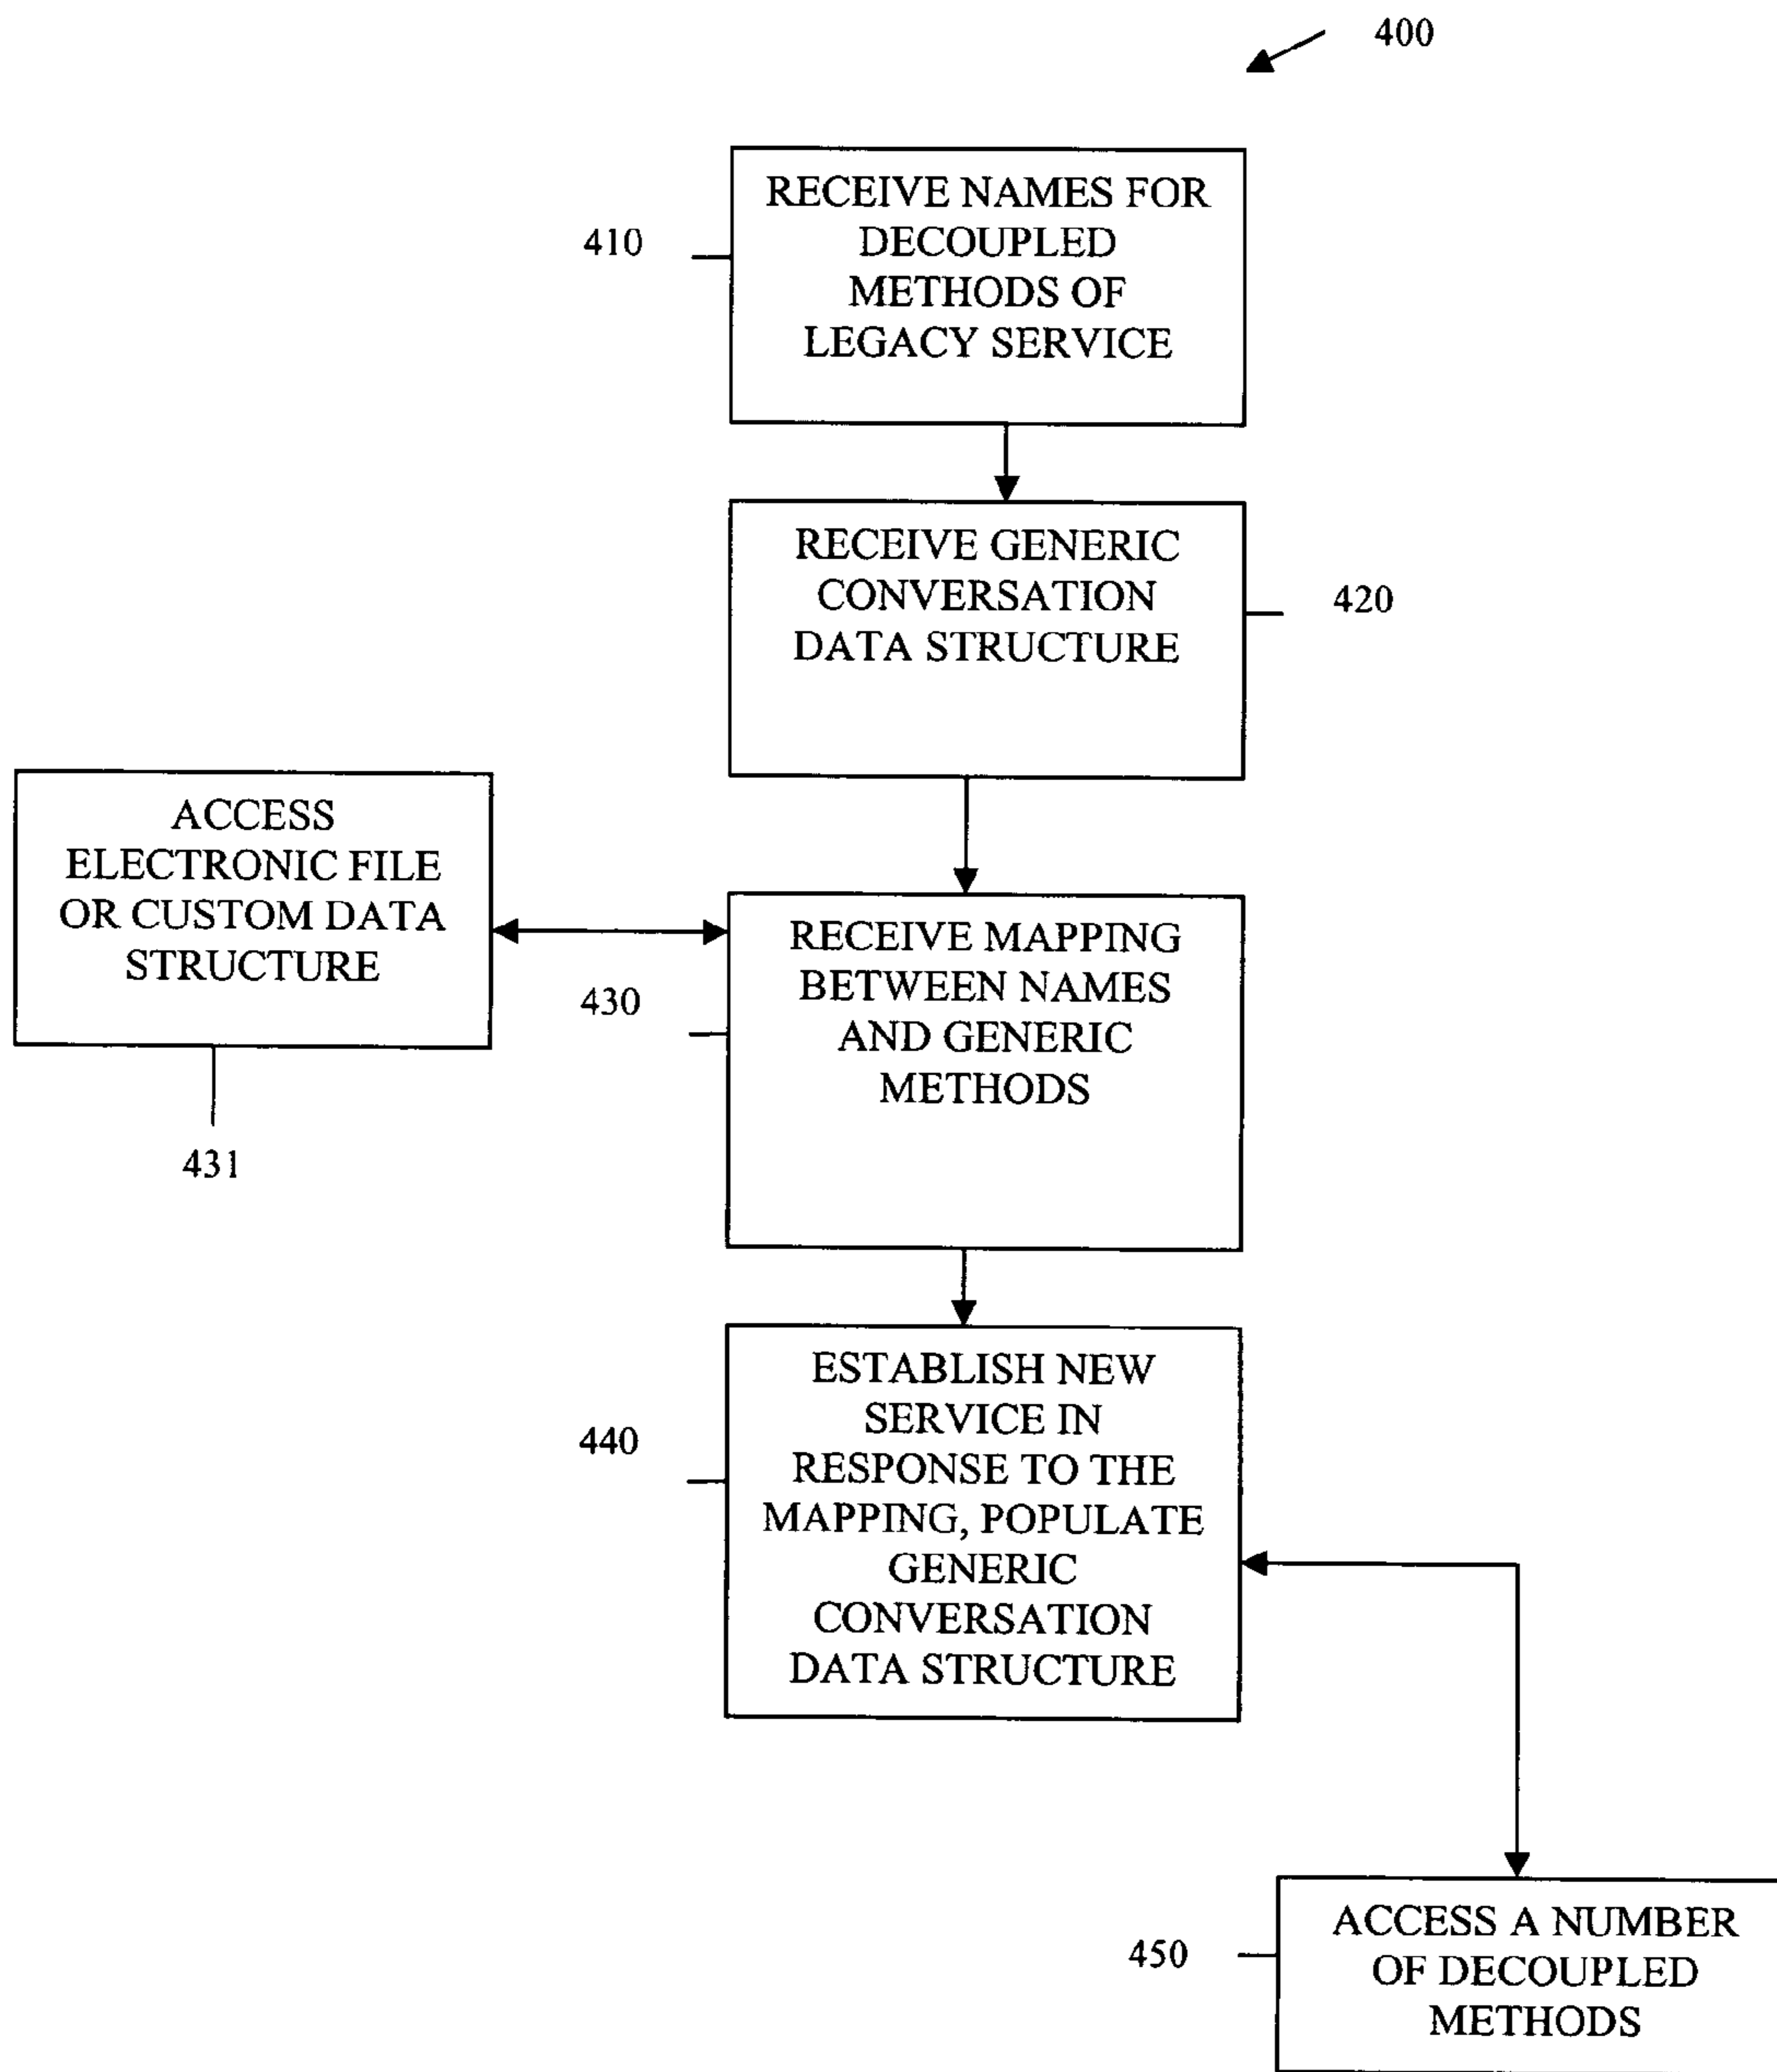 400
RECEIVE NAMES FOR
DECOUPLED
METHODS OF
LEGACY SERVICE
410
RECEIVE GENERIC
CONVERSATION
DATA STRUCTURE
420
ACCESS
ELECTRONIC FILE
OR CUSTOM DATA
STRUCTURE
431
RECEIVE MAPPING
BETWEEN NAMES
AND GENERIC
METHODS
430
ESTABLISH NEW
SERVICE IN
RESPONSE TO THE
MAPPING, POPULATE
GENERIC
CONVERSATION
DATA STRUCTURE
440
ACCESS A NUMBER
OF DECOUPLED
METHODS
450